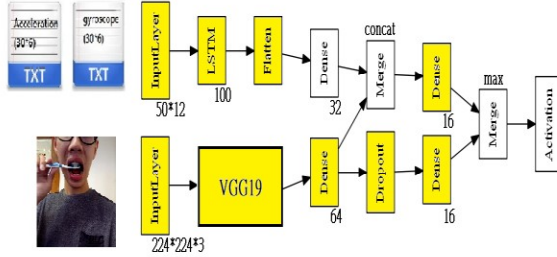 Acceleration
(30*6)
TXT
gyroscope
(30*6)
TXT
InputLayer
50*12
LSTM
100
Flatten
Dense
32
concat
Merge
Dense
16
max
Merge
Activation
InputLayer
224*224*3
VGG19
Dense
64
Dropout
Dense
16